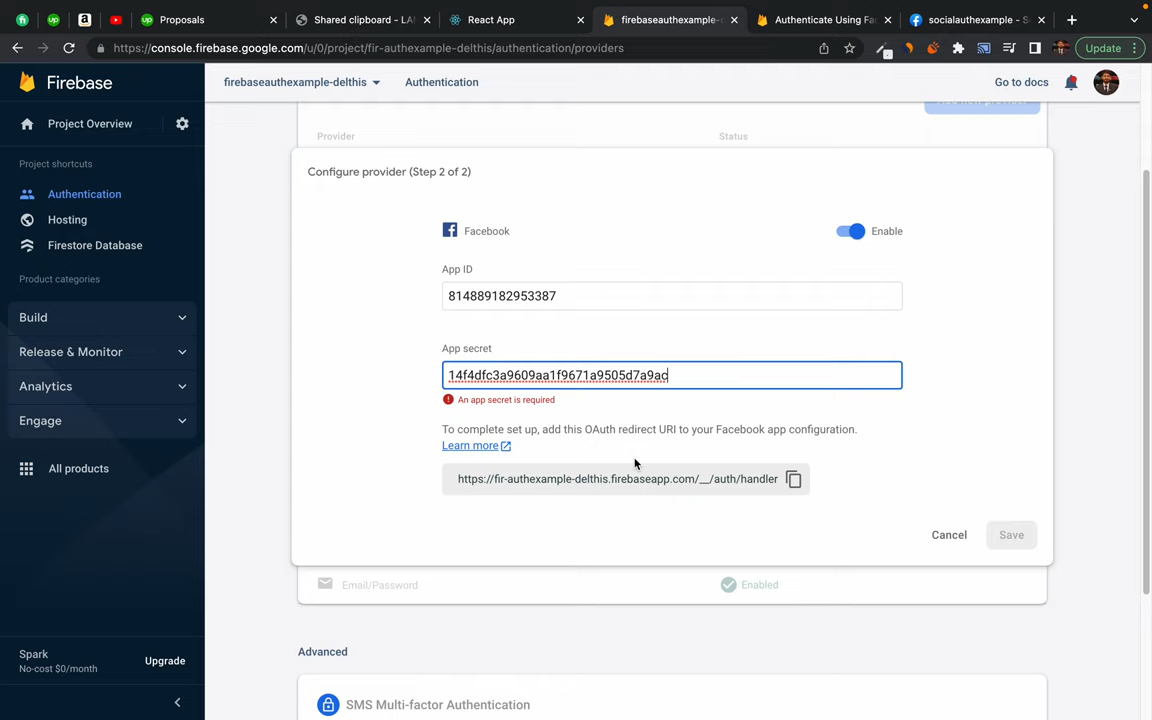 Proposals
Shared clipboard - LA
React App
firebaseauthexample-
Authenticate Using Fa
socialauthexample - S
https://console.firebase.google.com/u/0/project/fir-authexample-delthis/authentication/providers
Update
Firebase
firebaseauthexample-delthis
Authentication
Go to docs
Project Overview
Provider
Status
Project shortcuts
Authentication
Hosting
Firestore Database
Product categories
Build
Release & Monitor
Analytics
Engage
All products
Configure provider (Step 2 of 2)
Facebook
Enable
App ID
814889182953387
App secret
14f4dfc3a9609aa1f9671a9505d7a9ac
An app secret is required
To complete set up, add this OAuth redirect URI to your Facebook app configuration.
Learn more
https://fir-authexample-delthis.firebaseapp.com/__/auth/handler
Cancel
Save
Email/Password
Enabled
Advanced
SMS Multi-factor Authentication
Spark
No-cost $0/month
Upgrade